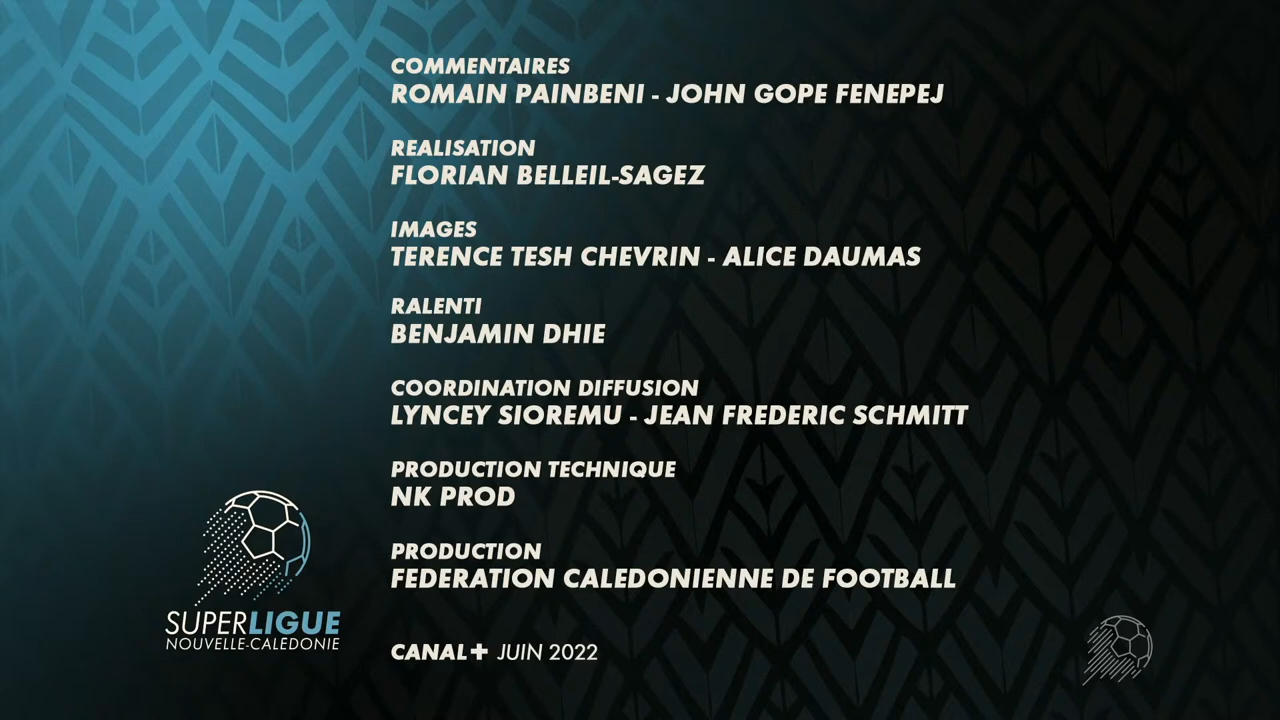 COMMENTAIRES
ROMAIN PAINBENI - JOHN GOPE FENEPEJ
REALISATION
FLORIAN BELLEIL-SAGEZ
IMAGES
TERENCE TESH CHEVRIN - ALICE DAUMAS
RALENTI
BENJAMIN DHIE
COORDINATION DIFFUSION
LYNCEY SIOREMU - JEAN FREDERIC SCHMITT
PRODUCTION TECHNIQUE
NK PROD
PRODUCTION
FEDERATION CALEDONIENNE DE FOOTBALL
SUPERLIGUE
NOUVELLE-CALÉDONIE
CANAL+ JUIN 2022